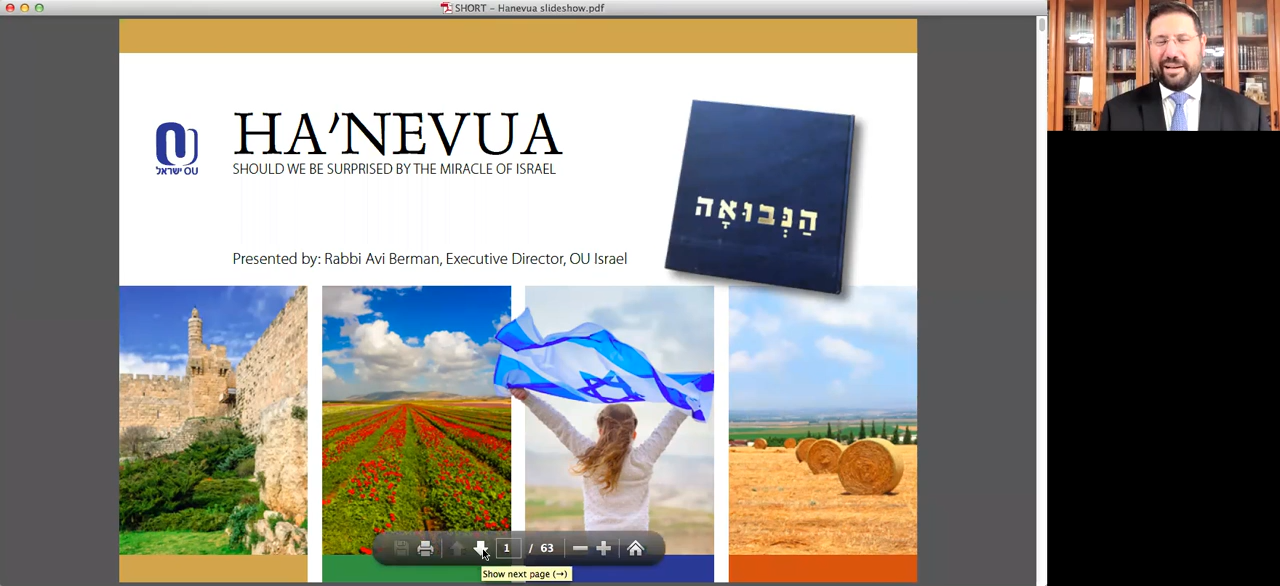 SHORT - Hanevua slideshow.pdf
HA’NEVUA
SHOULD WE BE SURPRISED BY THE MIRACLE OF ISRAEL
OU ישראל
הַנְּבוּאָה
Presented by: Rabbi Avi Berman, Executive Director, OU Israel
1 / 63
Show next page (→)